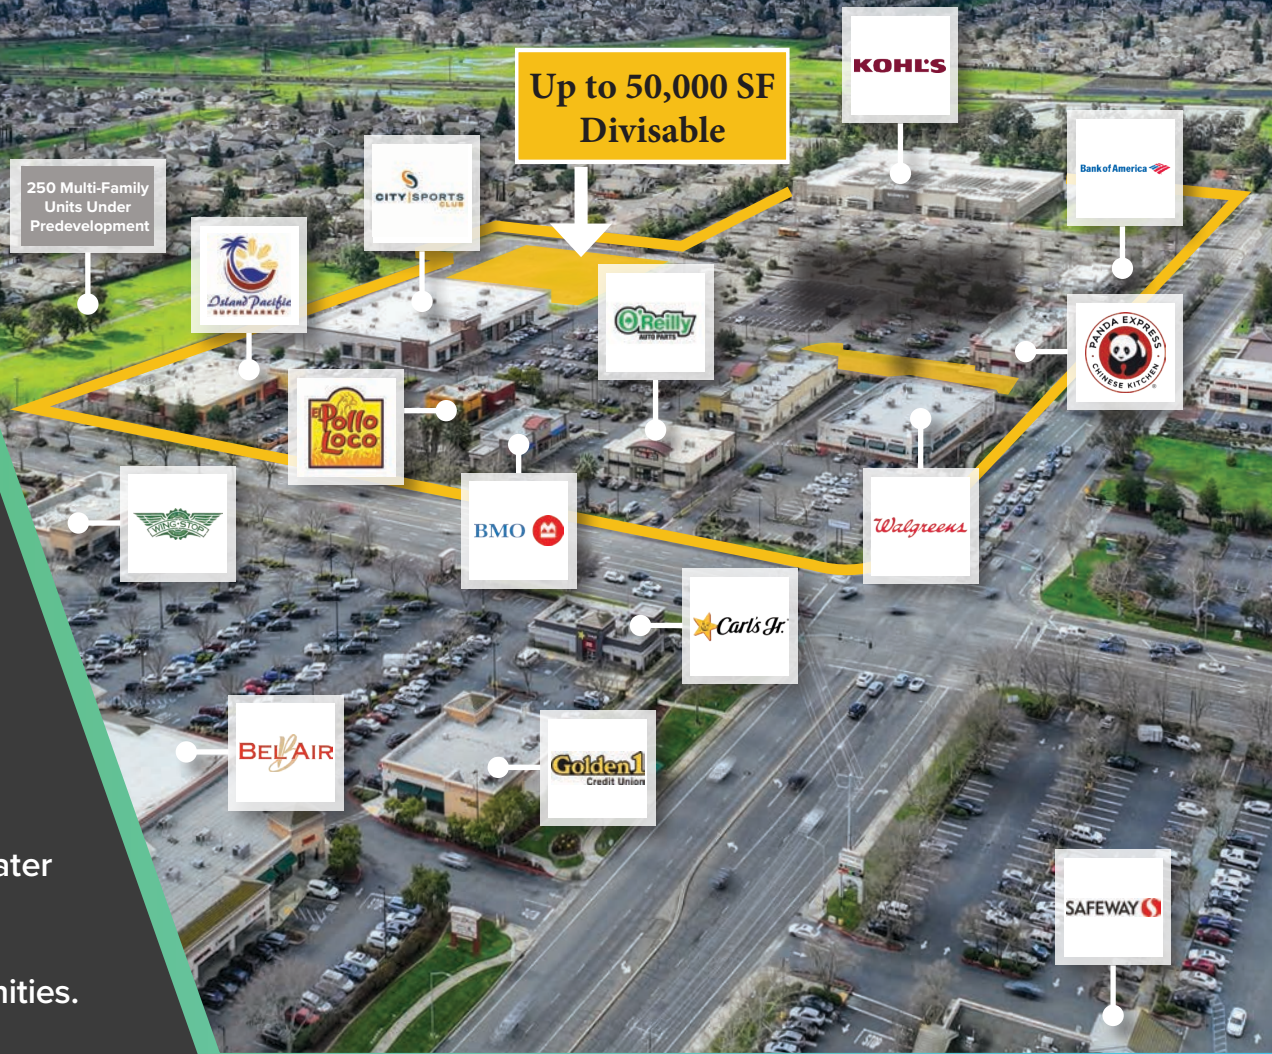 KOHL'S
Up to 50,000 SF
Divisable
Bank of America
CITY SPORTS
CLUB
250 Multi-Family
Units Under
Predevelopment
Island Pacific
SUPERMARKET
O'Reilly
AUTO PARTS
PANDA EXPRESS
CHINESE KITCHEN
El Pollo
Loco
WING STOP
BMO
Walgreens
Carl's Jr.
BEL AIR
Golden 1
Credit Union
SAFEWAY
ater
nities.